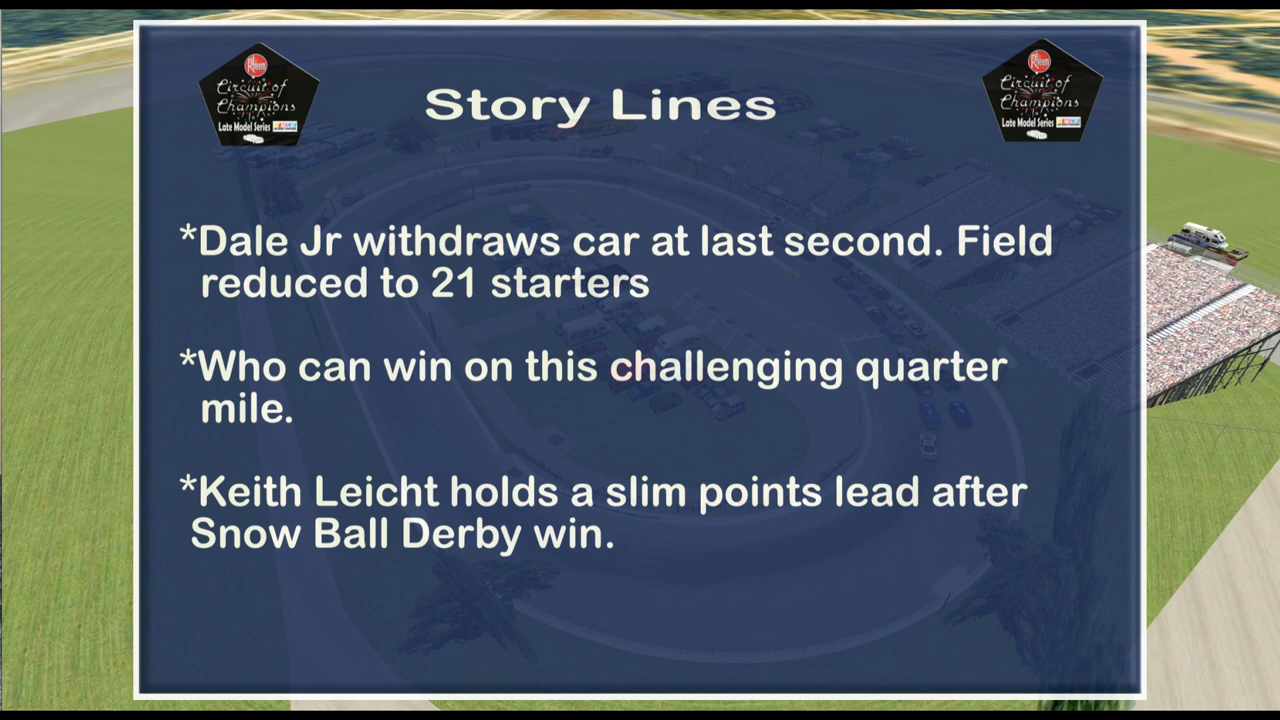 Rheem
Circuit of
Champions
Late Model Series
Rheem
Circuit of
Champions
Late Model Series
Story Lines
*Dale Jr withdraws car at last second. Field
reduced to 21 starters
*Who can win on this challenging quarter
mile.
*Keith Leicht holds a slim points lead after
Snow Ball Derby win.